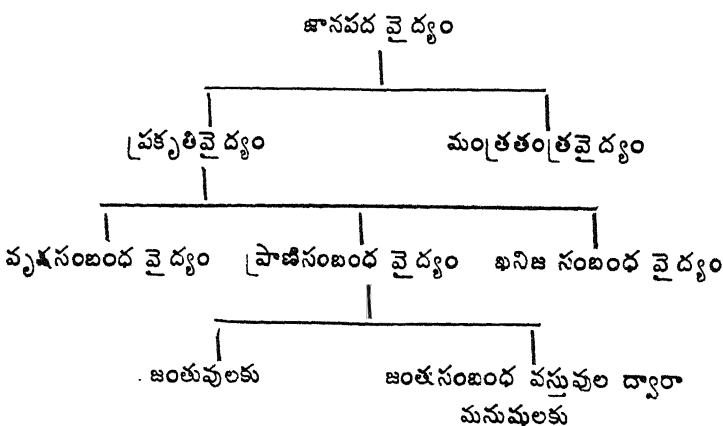 జానపద వైద్యం
ప్రకృతివైద్యం మంత్రతంత్రవైద్యం
వృక్షసంబంధ వైద్యం ప్రాణిసంబంధ వైద్యం ఖనిజ సంబంధ వైద్యం
. జంతువులకు జంతుసంబంధ వస్తువుల ద్వారా
మనుషులకు